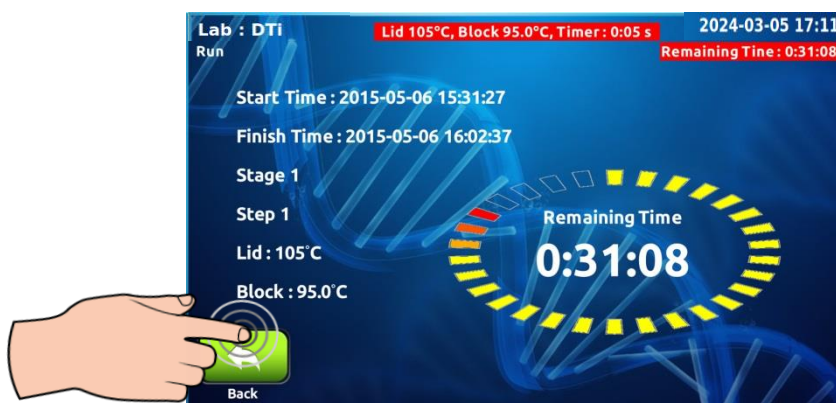 Lab : DTi
Lid 105°C, Block 95.0°C, Timer : 0:05 s
2024-03-05 17:11
Run
Remaining Tine : 0:31:08
Start Time : 2015-05-06 15:31:27
Finish Time : 2015-05-06 16:02:37
Stage 1
Step 1
Remaining Time
Lid : 105°C
0:31:08
Block : 95.0°C
Back